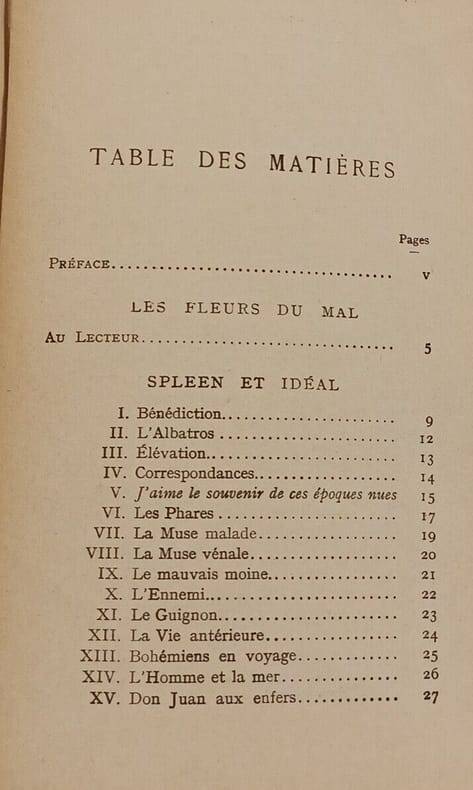 TABLE DES MATIÈRES
Pages
PRÉFACE........................................ V
LES FLEURS DU MAL
AU LECTEUR................................ 5
SPLEEN ET IDÉAL
I. Bénédiction........................ 9
II. L'Albatros ........................ 12
III. Élévation........................ 13
IV. Correspondances.................. 14
V. J'aime le souvenir de ces époques nues 15
VI. Les Phares ........................ 17
VII. La Muse malade.................. 19
VIII. La Muse vénale.................. 20
IX. Le mauvais moine................ 21
X. L'Ennemi........................ 22
XI. Le Guignon...................... 23
XII. La Vie antérieure................ 24
XIII. Bohémiens en voyage............. 25
XIV. L'Homme et la mer.............. 26
XV. Don Juan aux enfers............. 27